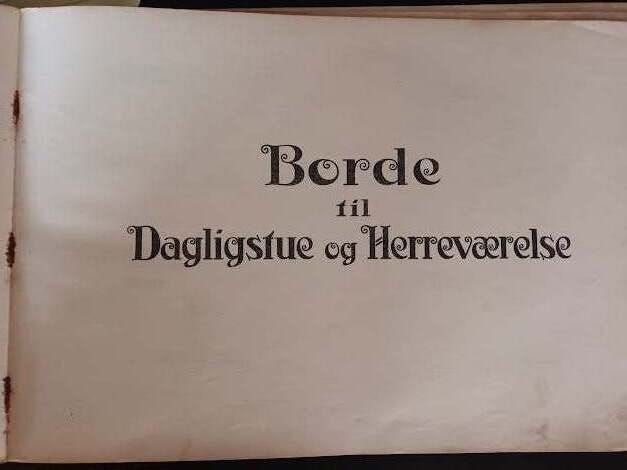 Borde
til
Dagligstue og Herreværelse